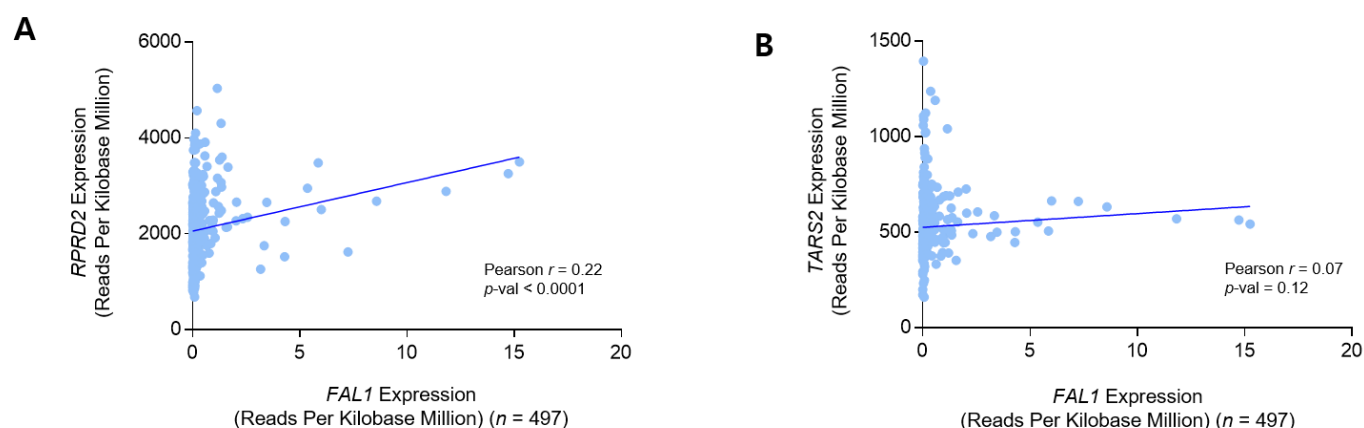 A
RPRD2 Expression
(Reads Per Kilobase Million)
6000
4000
2000
0
0
5
10
15
20
Pearson r = 0.22
p-val < 0.0001
FAL1 Expression
(Reads Per Kilobase Million) (n = 497)
B
TARS2 Expression
(Reads Per Kilobase Million)
1500
1000
500
0
0
5
10
15
20
Pearson r = 0.07
p-val = 0.12
FAL1 Expression
(Reads Per Kilobase Million) (n = 497)